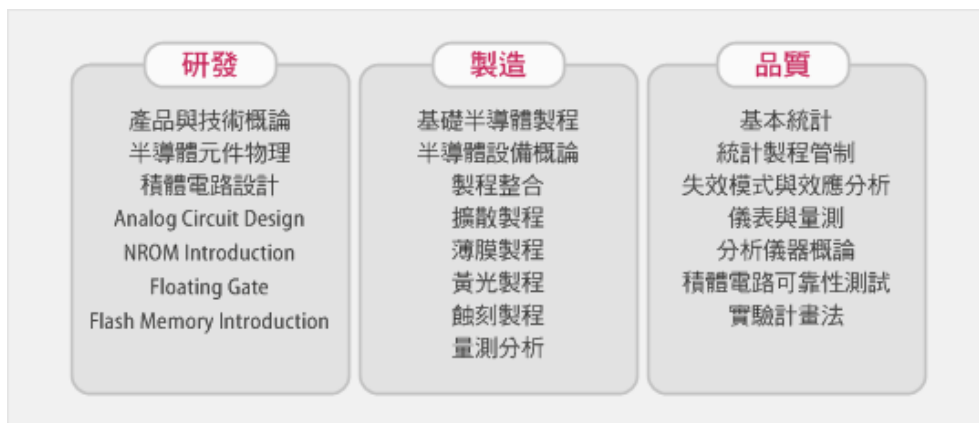 研發
產品與技術概論
半導體元件物理
積體電路設計
Analog Circuit Design
NROM Introduction
Floating Gate
Flash Memory Introduction
製造
基礎半導體製程
半導體設備概論
製程整合
擴散製程
薄膜製程
黃光製程
蝕刻製程
量測分析
品質
基本統計
統計製程管制
失效模式與效應分析
儀表與量測
分析儀器概論
積體電路可靠性測試
實驗計畫法